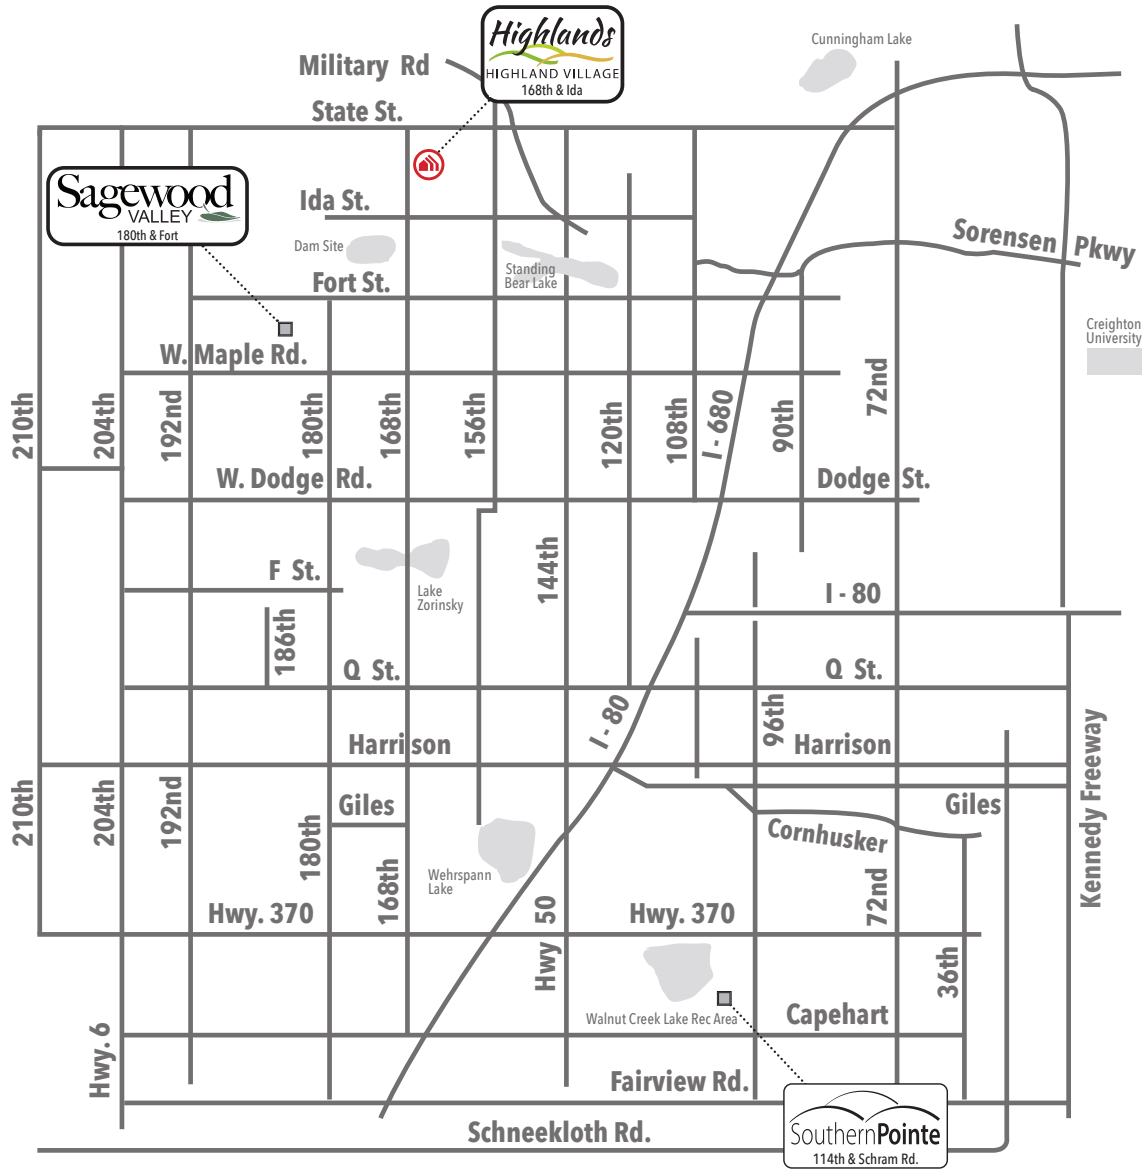 Highlands
HIGHLAND VILLAGE
168th & Ida
Cunningham Lake
Military Rd
State St.
Sagewood
VALLEY
180th & Fort
Ida St.
Dam Site
Standing
Bear Lake
Sorensen Pkwy
Fort St.
Creighton
University
W. Maple Rd.
210th
204th
192nd
180th
168th
156th
120th
108th
I - 680
90th
72nd
W. Dodge Rd.
Dodge St.
144th
F St.
Lake
Zorinsky
I - 80
186th
Q St.
Q St.
I - 80
96th
Harrison
Harrison
Kennedy Freeway
210th
204th
192nd
180th
Giles
Giles
Cornhusker
168th
Wehrspann
Lake
72nd
Hwy. 370
Hwy 50
Hwy. 370
36th
Walnut Creek Lake Rec Area
Capehart
Hwy. 6
Fairview Rd.
Schneekloth Rd.
SouthernPointe
114th & Schram Rd.